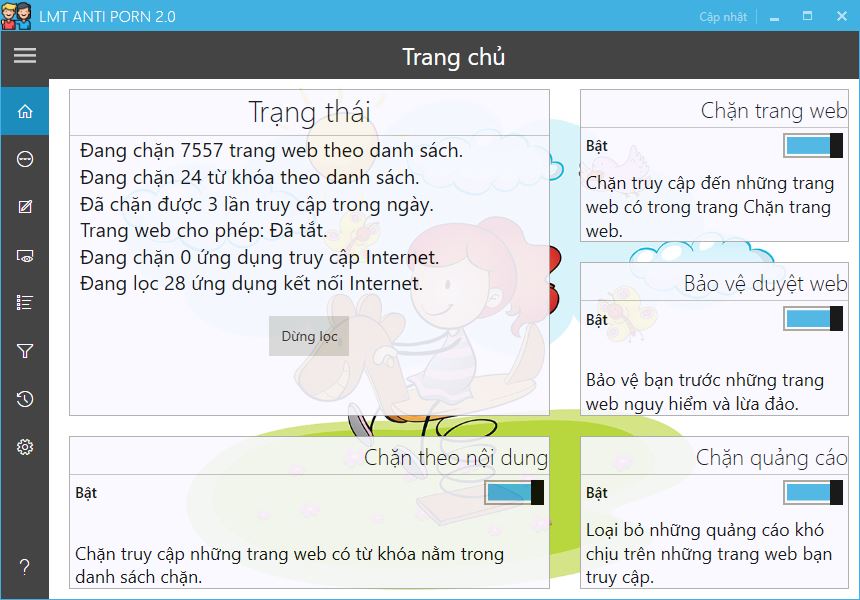 LMT ANTI PORN 2.0
Cập nhật
Trang chủ
Trạng thái
Đang chặn 7557 trang web theo danh sách.
Đang chặn 24 từ khóa theo danh sách.
Đã chặn được 3 lần truy cập trong ngày.
Trang web cho phép: Đã tắt.
Đang chặn 0 ứng dụng truy cập Internet.
Đang lọc 28 ứng dụng kết nối Internet.
Dừng lọc
Chặn trang web
Bật
Chặn truy cập đến những trang
web có trong trang Chặn trang
web.
Bảo vệ duyệt web
Bật
Bảo vệ bạn trước những trang
web nguy hiểm và lừa đảo.
Chặn theo nội dung
Bật
Chặn truy cập những trang web có từ khóa nằm trong
danh sách chặn.
Chặn quảng cáo
Bật
Loại bỏ những quảng cáo khó
chịu trên những trang web bạn
truy cập.